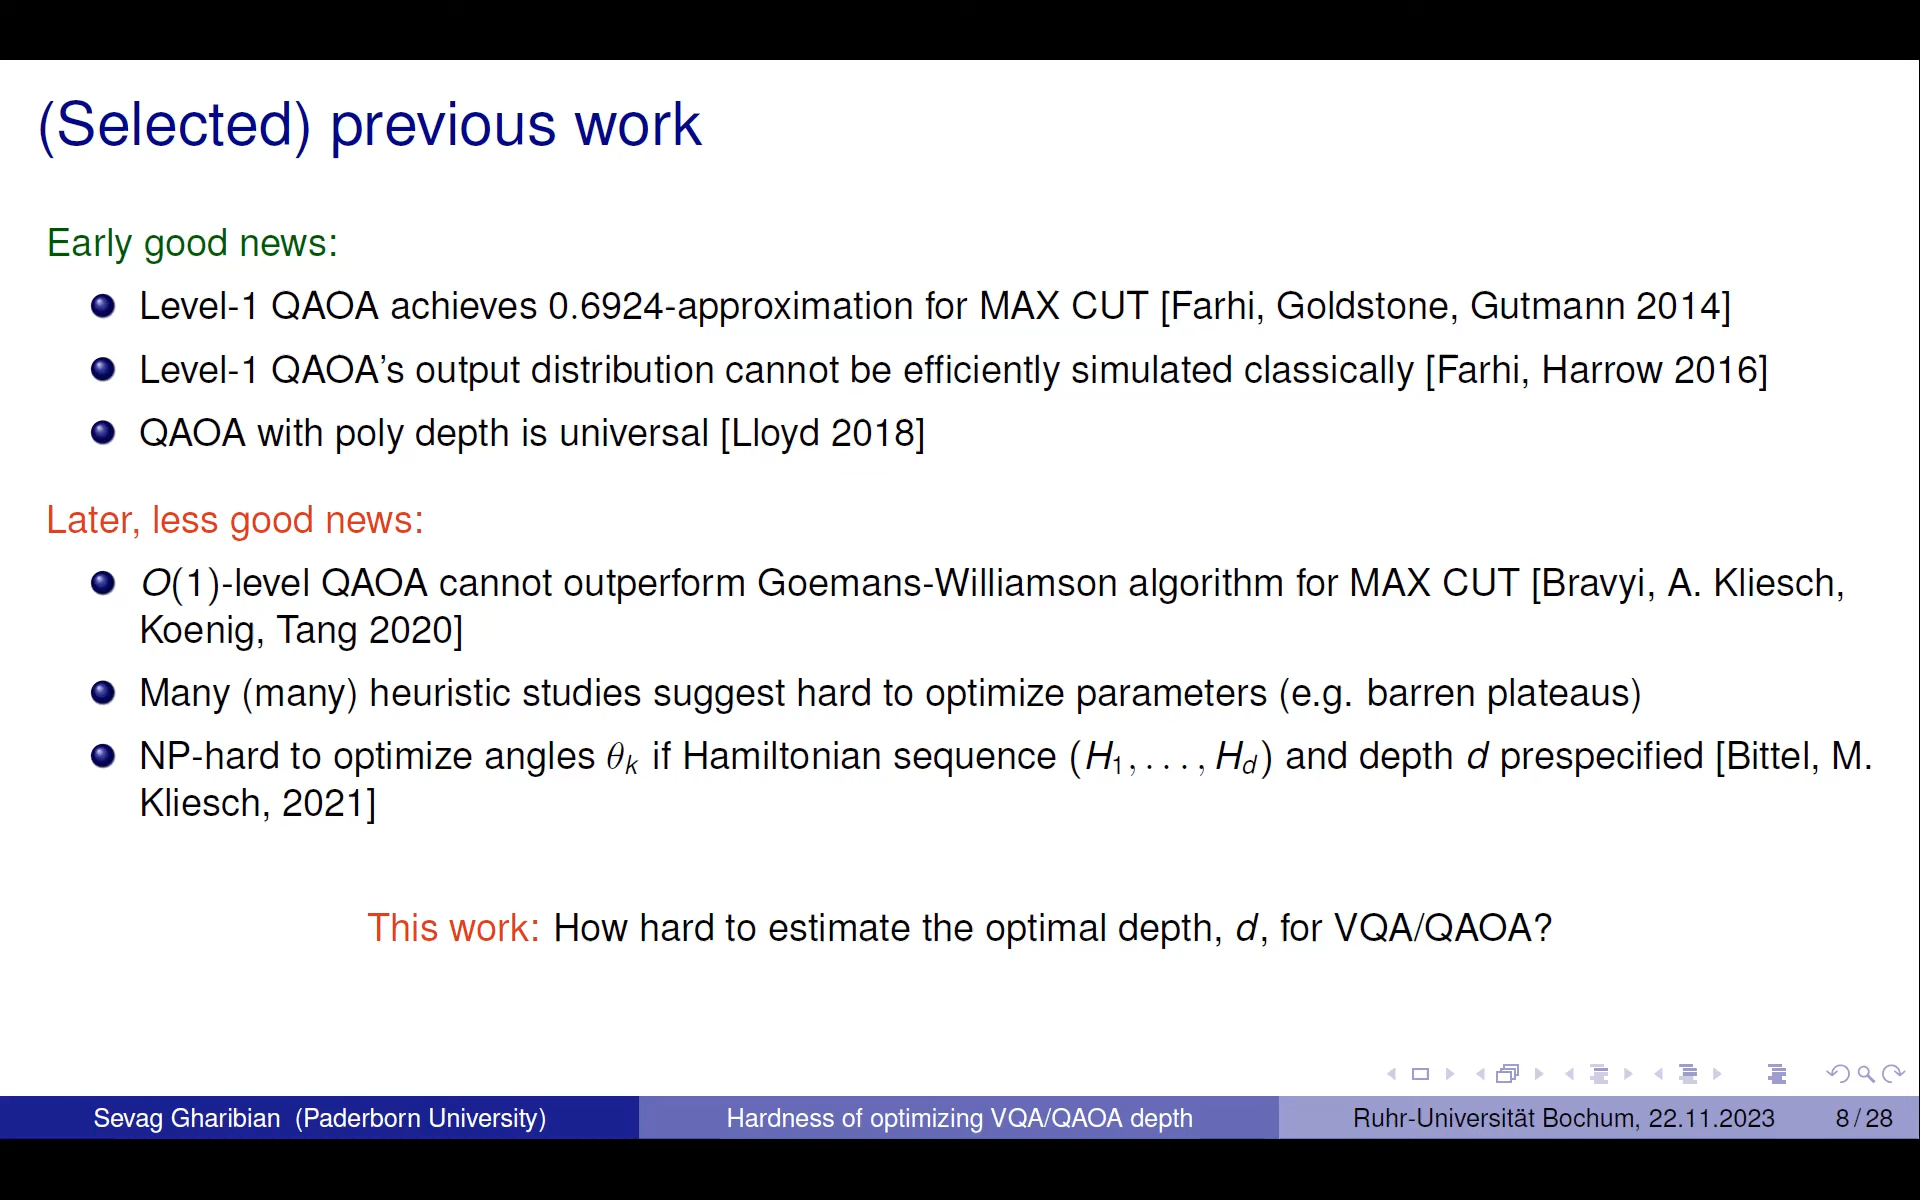 (Selected) previous work
Early good news:
Level-1 QAOA achieves 0.6924-approximation for MAX CUT [Farhi, Goldstone, Gutmann 2014]
Level-1 QAOA’s output distribution cannot be efficiently simulated classically [Farhi, Harrow 2016]
QAOA with poly depth is universal [Lloyd 2018]
Later, less good news:
O(1)-level QAOA cannot outperform Goemans-Williamson algorithm for MAX CUT [Bravyi, A. Kliesch,
Koenig, Tang 2020]
Many (many) heuristic studies suggest hard to optimize parameters (e.g. barren plateaus)
NP-hard to optimize angles θₖ if Hamiltonian sequence (H₁, . . . , H_d) and depth d prespecified [Bittel, M.
Kliesch, 2021]
This work: How hard to estimate the optimal depth, d, for VQA/QAOA?
Sevag Gharibian (Paderborn University)
Hardness of optimizing VQA/QAOA depth
Ruhr-Universität Bochum, 22.11.2023
8 / 28